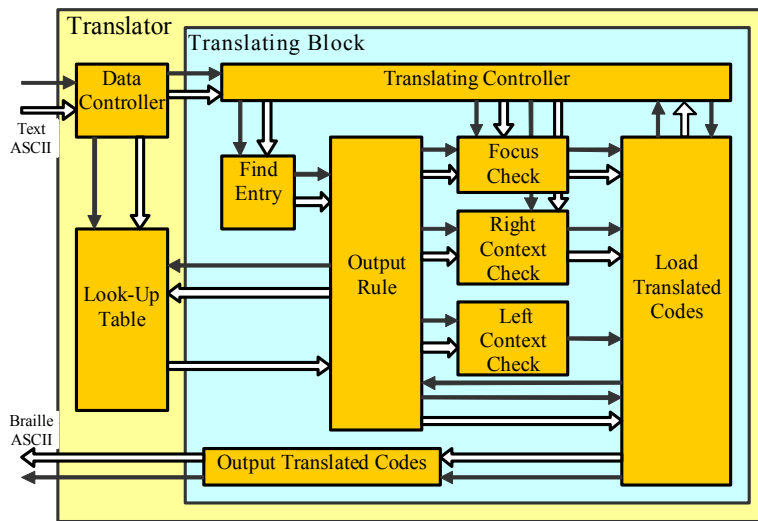 Translator
Translating Block
Data
Controller
Translating Controller
Text
ASCII
Find
Entry
Focus
Check
Right
Context
Check
Output
Rule
Load
Translated
Codes
Look-Up
Table
Left
Context
Check
Braille
ASCII
Output Translated Codes